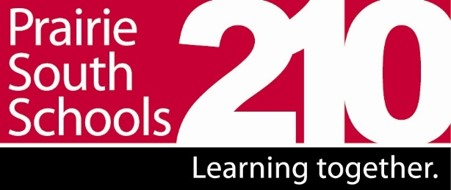 Prairie
South
Schools
210
Learning together.